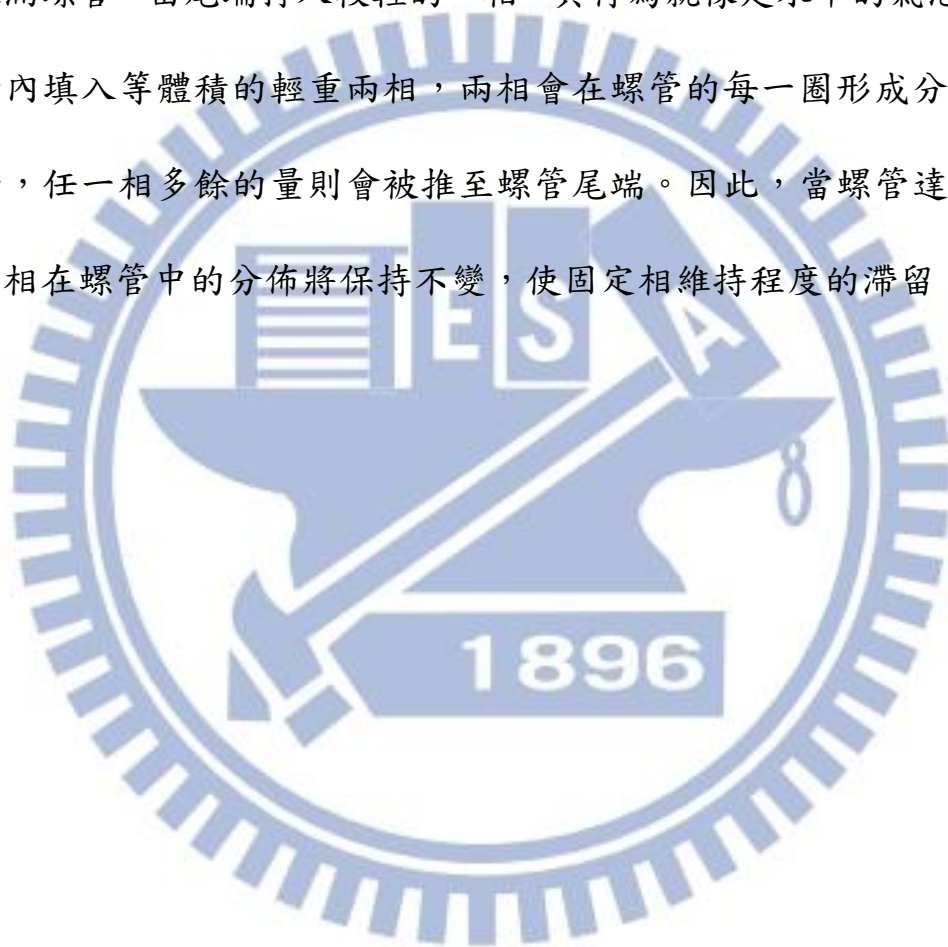 內填入等體積的輕重兩相，兩相會在螺管的每一圈形成分
，任一相多餘的量則會被推至螺管尾端。因此，當螺管達
相在螺管中的分佈將保持不變，使固定相維持程度的滯留
E S A
1896